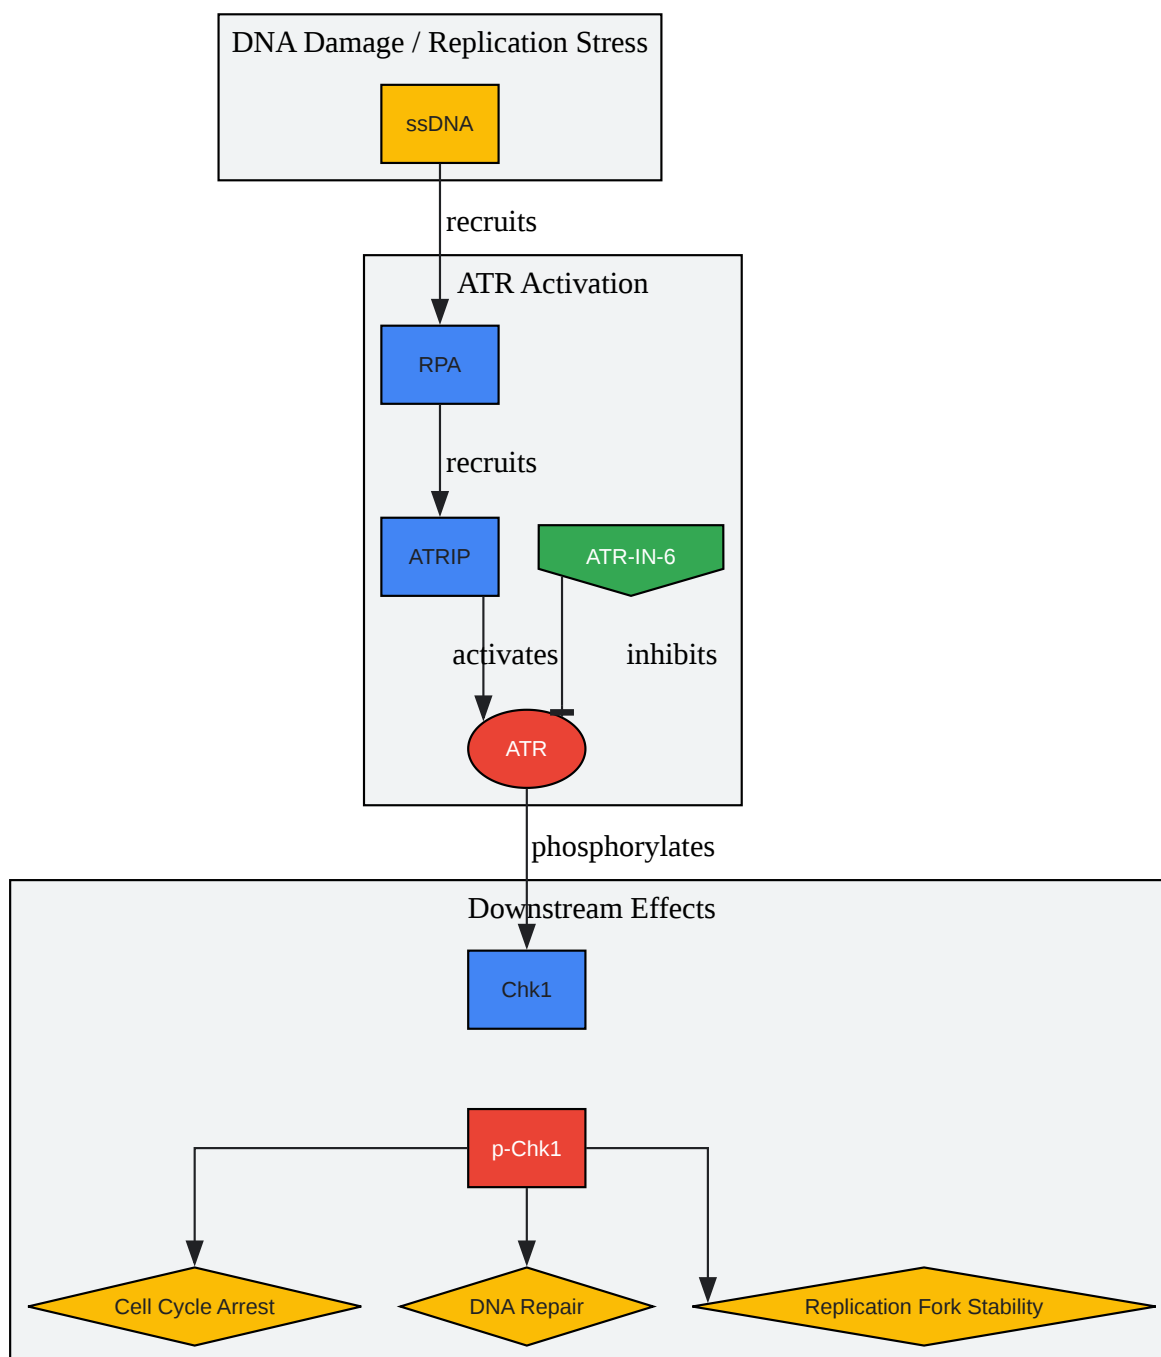 DNA Damage / Replication Stress
ssDNA
recruits
ATR Activation
RPA
recruits
ATRIP
ATR-IN-6
activates
inhibits
ATR
phosphorylates
Downstream Effects
Chk1
p-Chk1
Cell Cycle Arrest
DNA Repair
Replication Fork Stability